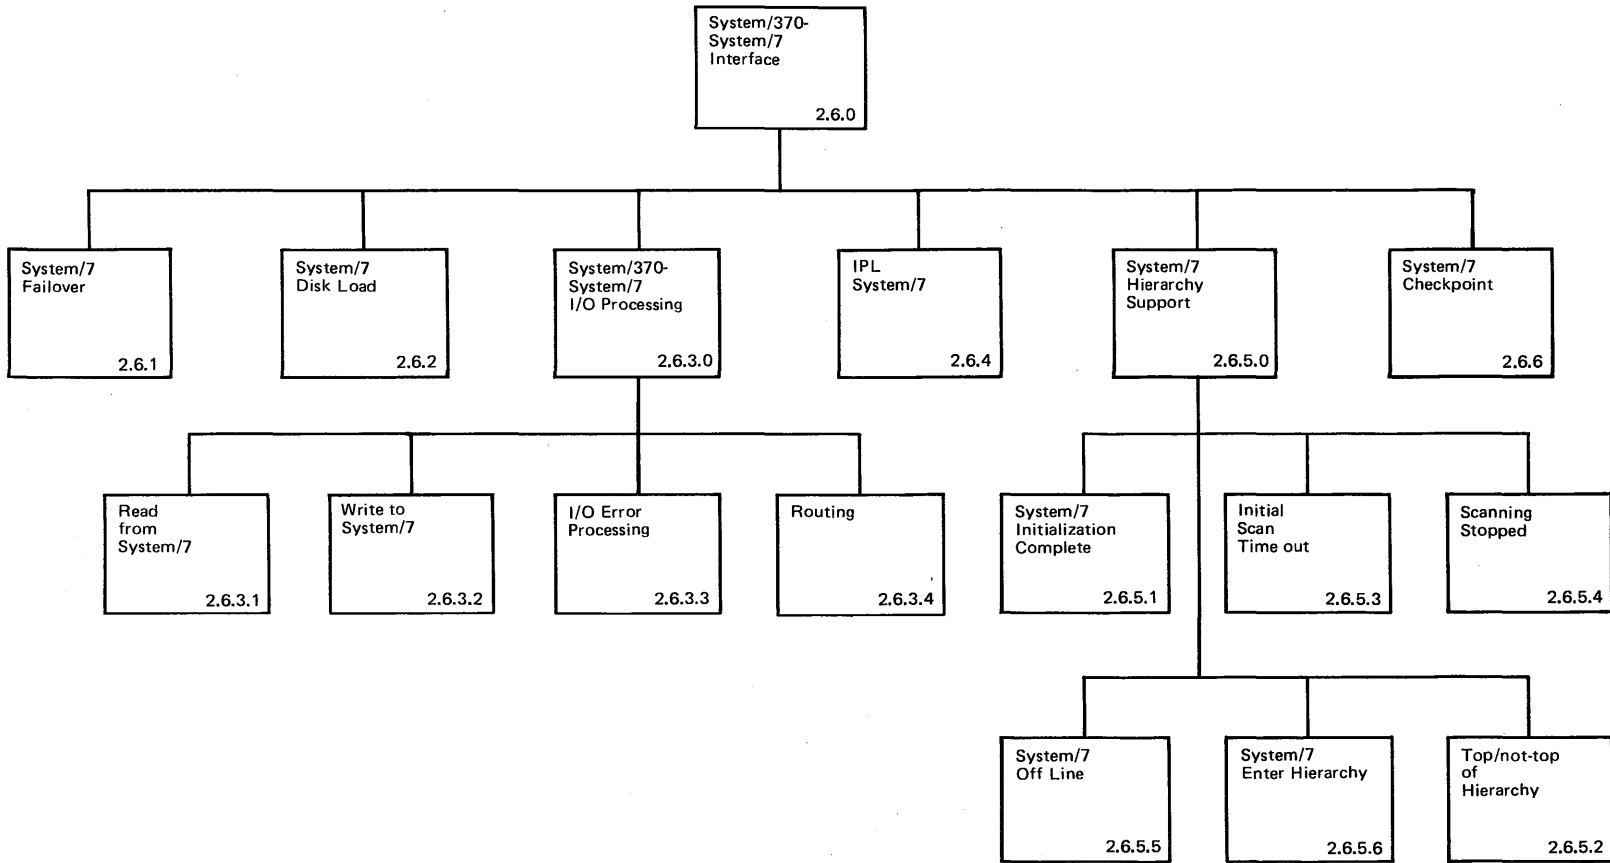 System/370-
System/7
Interface
2.6.0
System/7
Failover
2.6.1
System/7
Disk Load
2.6.2
System/370-
System/7
I/O Processing
2.6.3.0
IPL
System/7
2.6.4
System/7
Hierarchy
Support
2.6.5.0
System/7
Checkpoint
2.6.6
Read
from
System/7
2.6.3.1
Write to
System/7
2.6.3.2
I/O Error
Processing
2.6.3.3
Routing
2.6.3.4
System/7
Initialization
Complete
2.6.5.1
Initial
Scan
Time out
2.6.5.3
Scanning
Stopped
2.6.5.4
System/7
Off Line
2.6.5.5
System/7
Enter Hierarchy
2.6.5.6
Top/not-top
of
Hierarchy
2.6.5.2